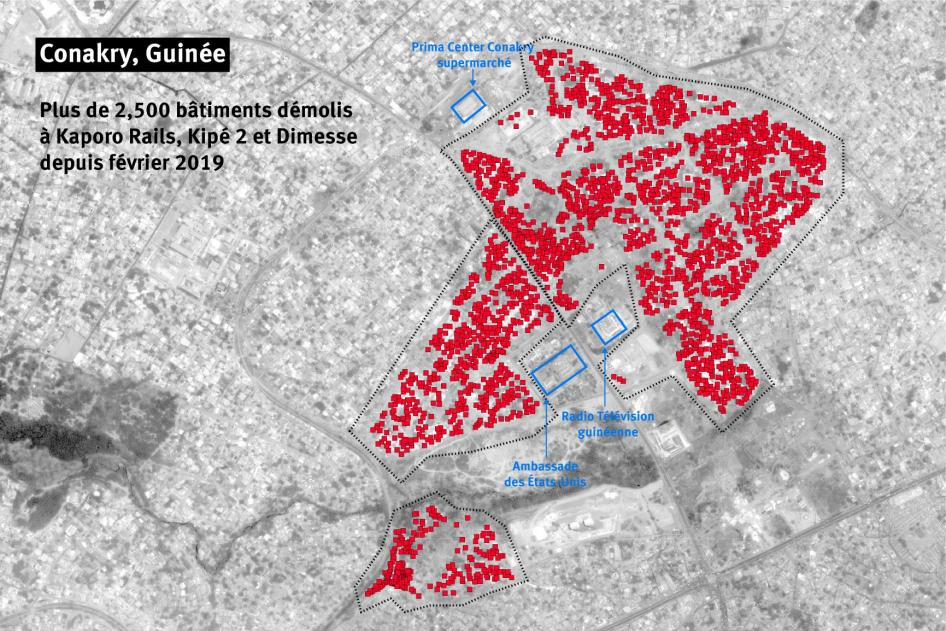 Conakry, Guinée
Plus de 2,500 bâtiments démolis
à Kaporo Rails, Kipé 2 et Dimesse
depuis février 2019
Prima Center Conakry
supermarché
Radio Télévision
guinéenne
Ambassade
des États Unis